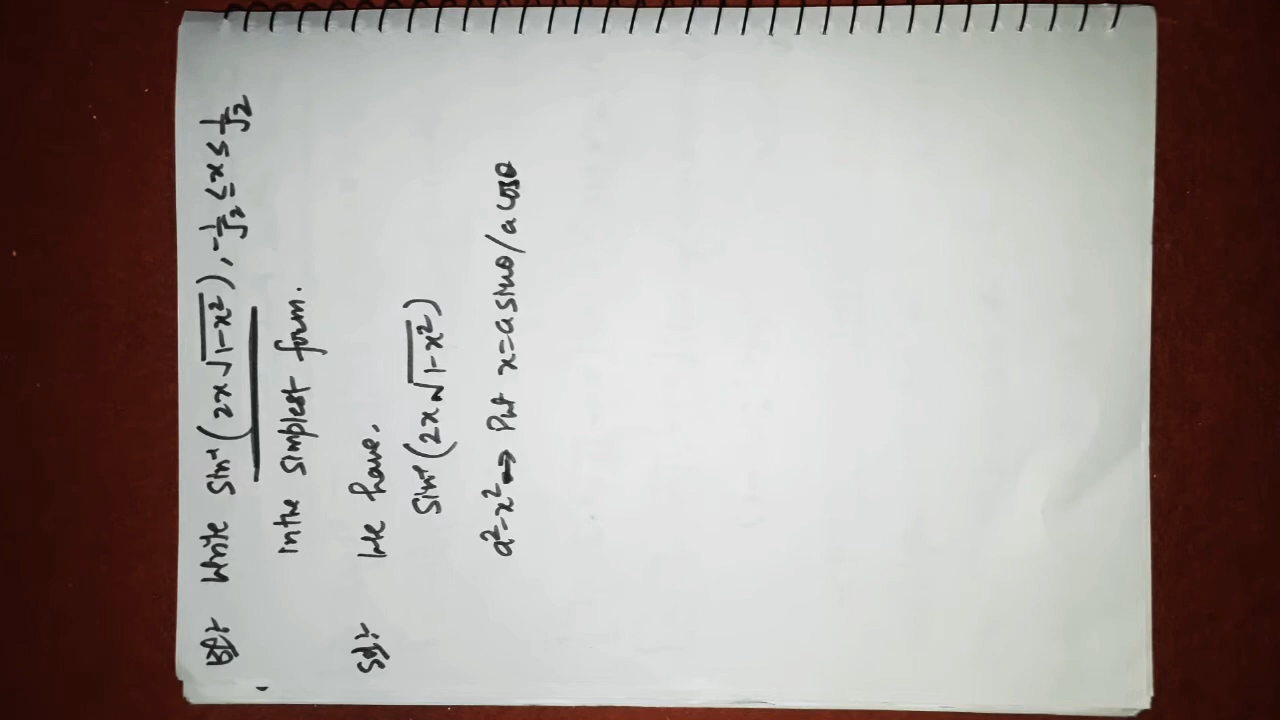 Write sin⁻¹(2x√1-x²), -1/√2 ≤ x ≤ 1/√2
in the simplest form.
Sol:- We have,
sin⁻¹(2x√1-x²)
a²-x² → Put x=a sinθ/a cosθ